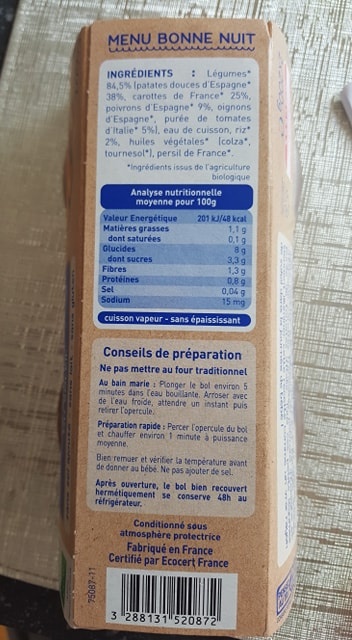 MENU BONNE NUIT
INGRÉDIENTS : Légumes*
84,5% (patates douces d'Espagne*
38%, carottes de France* 25%,
poivrons d'Espagne* 9%, oignons
d'Espagne*, purée de tomates
d'Italie* 5%), eau de cuisson, riz*
2%, huiles végétales* (colza*,
tournesol*), persil de France*.
*Ingrédients issus de l'agriculture
biologique
Analyse nutritionnelle
moyenne pour 100g
Valeur Energétique 201 kJ/48 kcal
Matières grasses 1,1 g
dont saturées 0,1 g
Glucides 8 g
dont sucres 3,3 g
Fibres 1,3 g
Protéines 0,8 g
Sel 0,04 g
Sodium 15 mg
cuisson vapeur - sans épaississant
Conseils de préparation
Ne pas mettre au four traditionnel
Au bain marie : Plonger le bol environ 5
minutes dans l'eau bouillante. Arroser avec
de l'eau froide, attendre un instant puis
retirer l'opercule.
Préparation rapide : Percer l'opercule du bol
et chauffer environ 1 minute à puissance
moyenne.
Bien remuer et vérifier la température avant
de donner au bébé. Ne pas ajouter de sel.
Après ouverture, le bol bien recouvert
hermétiquement se conserve 48h au
réfrigérateur.
Conditionné sous
atmosphère protectrice
Fabriqué en France
Certifié par Ecocert France
75087-11
3 288131 520872